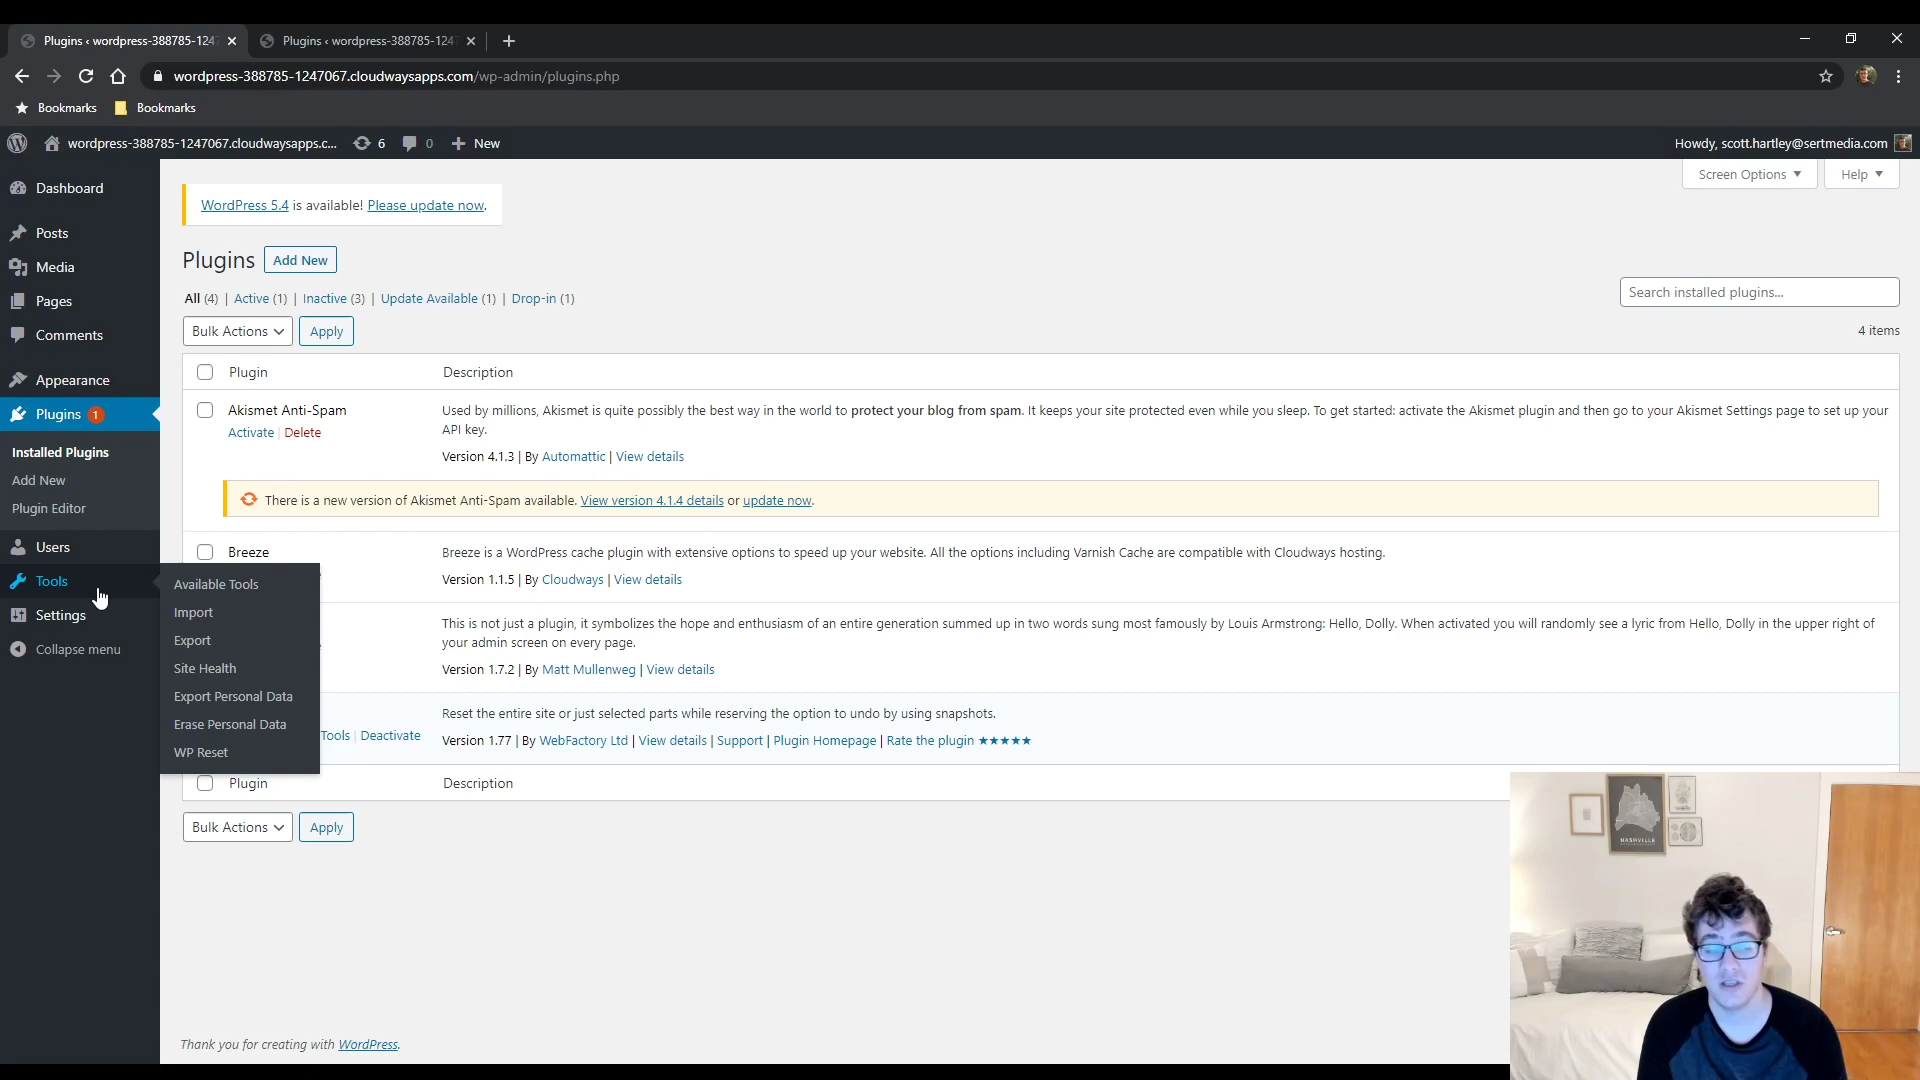 Plugins ‹ wordpress-388785-124
Plugins ‹ wordpress-388785-124
wordpress-388785-1247067.cloudwaysapps.com/wp-admin/plugins.php
Bookmarks
Bookmarks
wordpress-388785-1247067.cloudwaysapps.c...
6
0
New
Howdy, scott.hartley@sertmedia.com
Screen Options
Help
Dashboard
Posts
Media
Pages
Comments
Appearance
Plugins 1
Installed Plugins
Add New
Plugin Editor
Users
Tools
Settings
Collapse menu
Available Tools
Import
Export
Site Health
Export Personal Data
Erase Personal Data
WP Reset
WordPress 5.4 is available! Please update now.
Plugins
Add New
All (4) | Active (1) | Inactive (3) | Update Available (1) | Drop-in (1)
Search installed plugins...
Bulk Actions
Apply
4 items
Plugin
Description
Akismet Anti-Spam
Activate | Delete
Used by millions, Akismet is quite possibly the best way in the world to protect your blog from spam. It keeps your site protected even while you sleep. To get started: activate the Akismet plugin and then go to your Akismet Settings page to set up your
API key.
Version 4.1.3 | By Automattic | View details
There is a new version of Akismet Anti-Spam available. View version 4.1.4 details or update now.
Breeze
Breeze is a WordPress cache plugin with extensive options to speed up your website. All the options including Varnish Cache are compatible with Cloudways hosting.
Version 1.1.5 | By Cloudways | View details
This is not just a plugin, it symbolizes the hope and enthusiasm of an entire generation summed up in two words sung most famously by Louis Armstrong: Hello, Dolly. When activated you will randomly see a lyric from Hello, Dolly in the upper right of
your admin screen on every page.
Version 1.7.2 | By Matt Mullenweg | View details
Tools | Deactivate
Reset the entire site or just selected parts while reserving the option to undo by using snapshots.
Version 1.77 | By WebFactory Ltd | View details | Support | Plugin Homepage | Rate the plugin ★★★★★
Plugin
Description
Bulk Actions
Apply
Thank you for creating with WordPress.
NASHVILLE